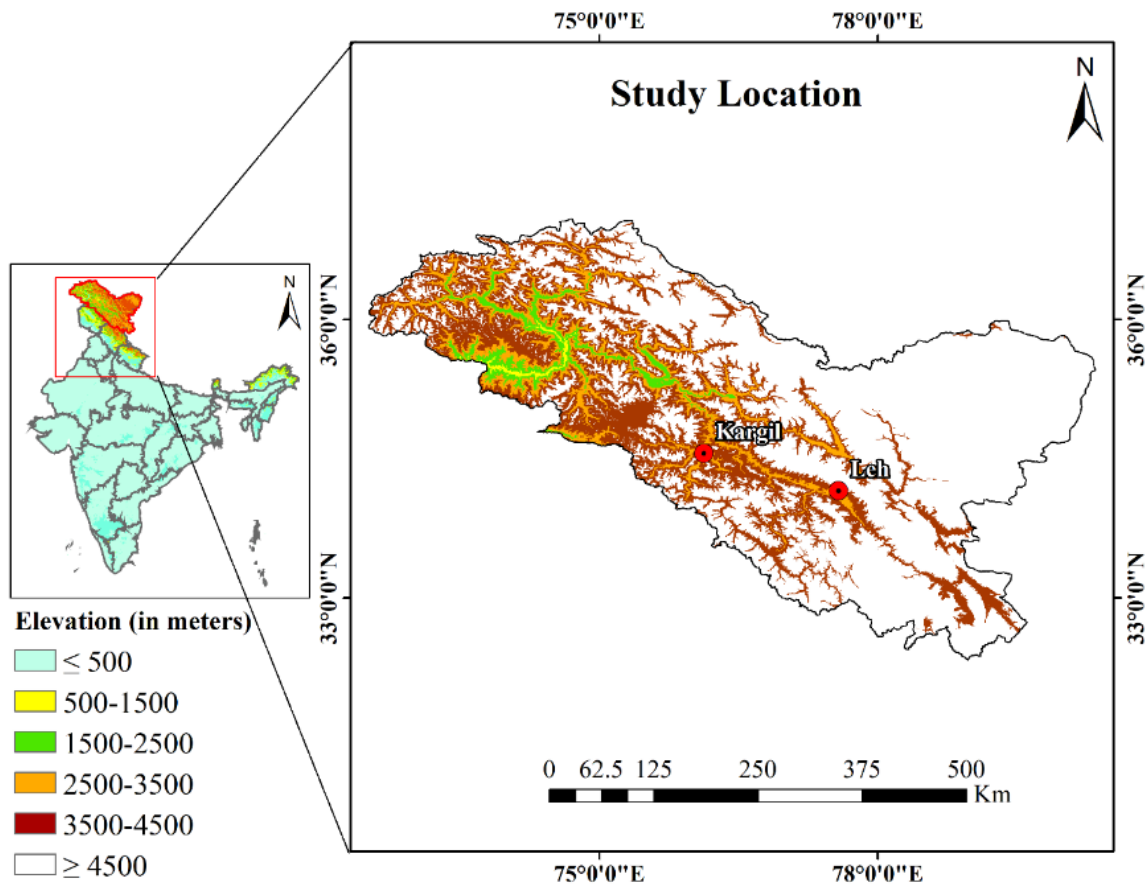 75°0'0"E 78°0'0"E
Study Location
N
N
36°0'0"N
36°0'0"N
Kargil
Leh
33°0'0"N
33°0'0"N
Elevation (in meters)
≤ 500
500-1500
1500-2500
2500-3500
3500-4500
≥ 4500
0 62.5 125 250 375 500
Km
75°0'0"E 78°0'0"E